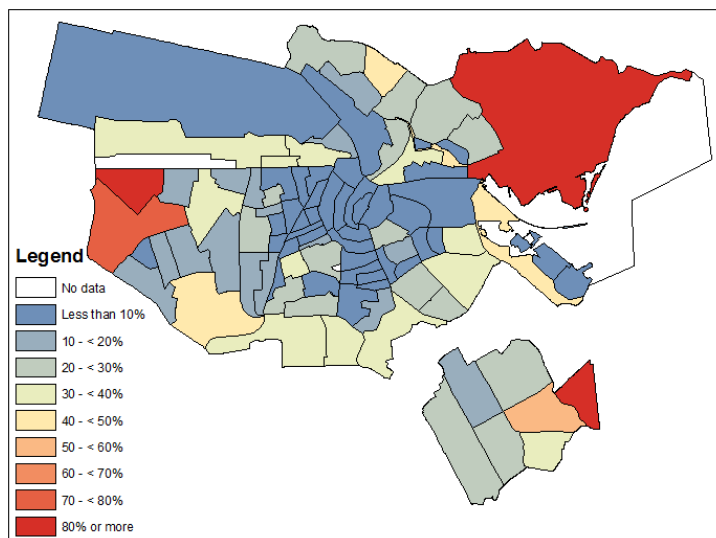 Legend
No data
Less than 10%
10 - < 20%
20 - < 30%
30 - < 40%
40 - < 50%
50 - < 60%
60 - < 70%
70 - < 80%
80% or more